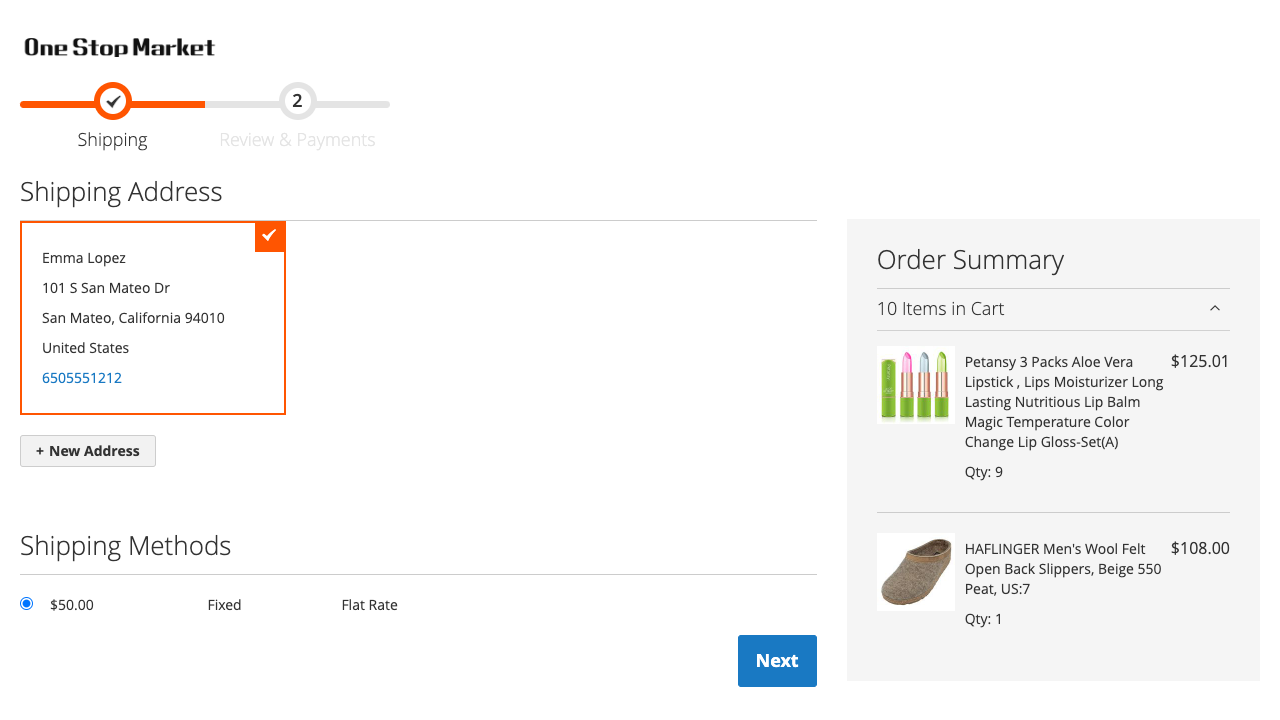 One Stop Market
2
Shipping
Review & Payments
Shipping Address
Emma Lopez
101 S San Mateo Dr
San Mateo, California 94010
United States
6505551212
+ New Address
Shipping Methods
$50.00 Fixed Flat Rate
Next
Order Summary
10 Items in Cart
Petansy 3 Packs Aloe Vera $125.01
Lipstick , Lips Moisturizer Long
Lasting Nutritious Lip Balm
Magic Temperature Color
Change Lip Gloss-Set(A)
Qty: 9
HAFLINGER Men's Wool Felt $108.00
Open Back Slippers, Beige 550
Peat, US:7
Qty: 1